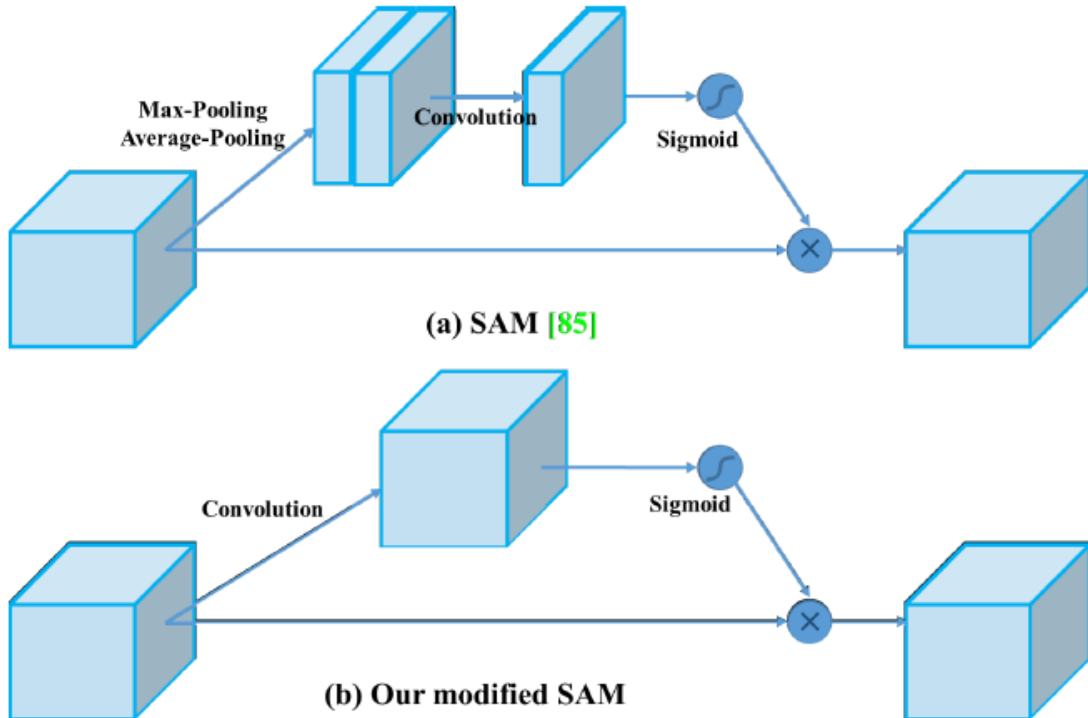 Max-Pooling
Average-Pooling
Convolution
Sigmoid
(a) SAM [85]
Convolution
Sigmoid
(b) Our modified SAM